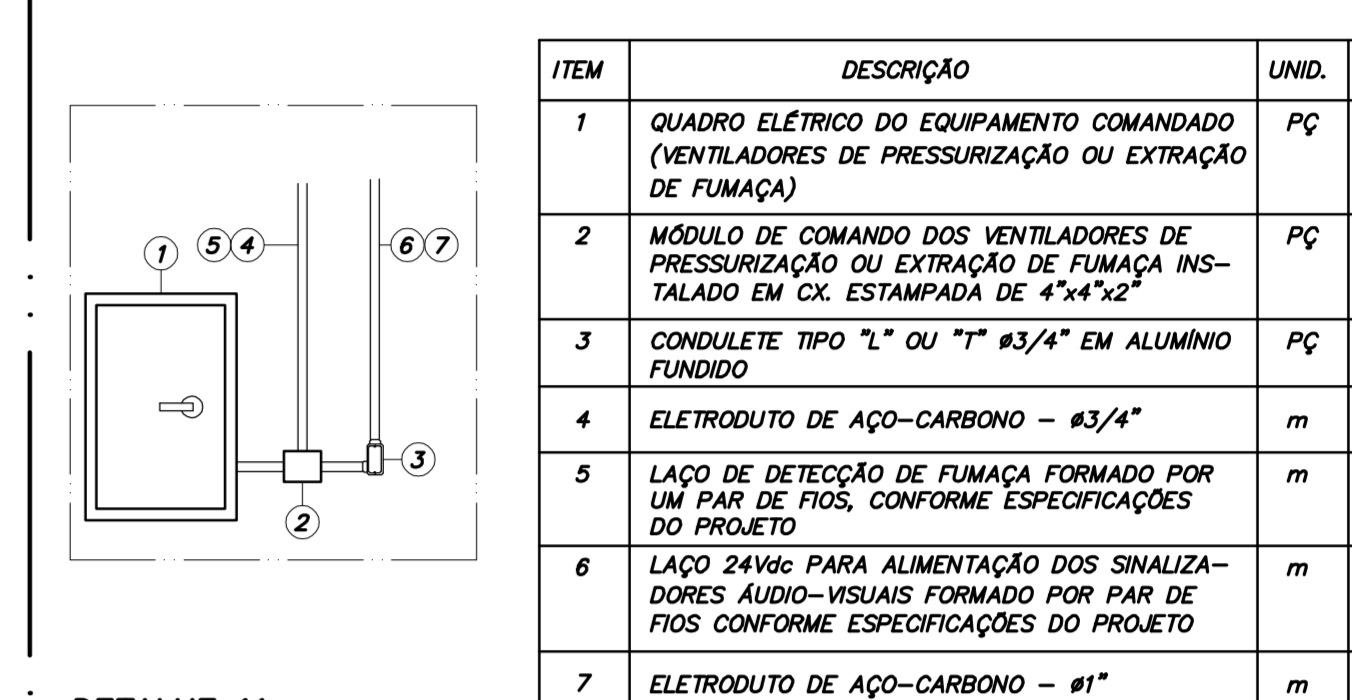 5 4
6 7
1
3
2
ITEM DESCRIÇÃO UNID.
1 QUADRO ELÉTRICO DO EQUIPAMENTO COMANDADO PÇ
(VENTILADORES DE PRESSURIZAÇÃO OU EXTRAÇÃO
DE FUMAÇA)
2 MÓDULO DE COMANDO DOS VENTILADORES DE PÇ
PRESSURIZAÇÃO OU EXTRAÇÃO DE FUMAÇA INS-
TALADO EM CX. ESTAMPADA DE 4"x4"x2"
3 CONDULETE TIPO "L" OU "T" ø3/4" EM ALUMÍNIO PÇ
FUNDIDO
4 ELETRODUTO DE AÇO-CARBONO - ø3/4" m
5 LAÇO DE DETECÇÃO DE FUMAÇA FORMADO POR m
UM PAR DE FIOS, CONFORME ESPECIFICAÇÕES
DO PROJETO
6 LAÇO 24Vdc PARA ALIMENTAÇÃO DOS SINALIZA- m
DORES ÁUDIO-VISUAIS FORMADO POR PAR DE
FIOS CONFORME ESPECIFICAÇÕES DO PROJETO
7 ELETRODUTO DE AÇO-CARBONO - ø1" m